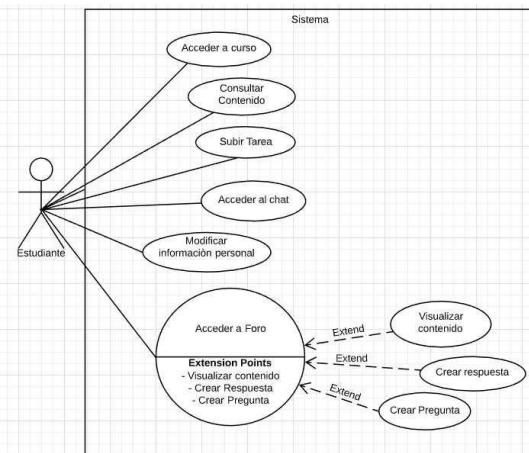 Sistema
Acceder a curso
Consultar
Contenido
Subir Tarea
Acceder al chat
Estudiante
Modificar
informaciòn personal
Acceder a Foro
Extension Points
- Visualizar contenido
- Crear Respuesta
- Crear Pregunta
Extend
Visualizar
contenido
Extend
Crear respuesta
Extend
Crear Pregunta